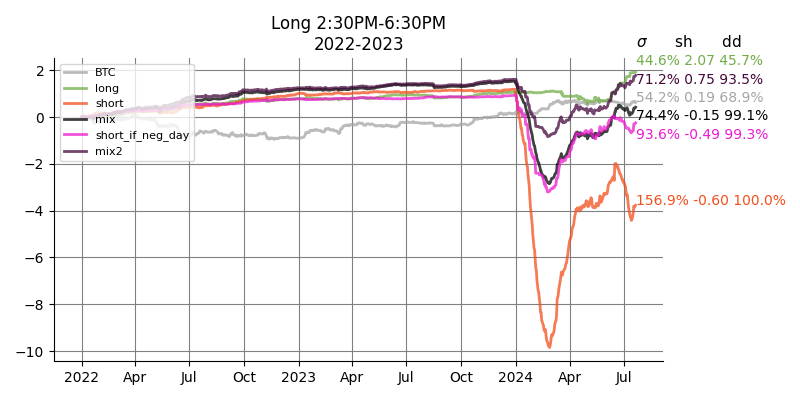 Long 2:30PM-6:30PM
2022-2023
σ sh dd
44.6% 2.07 45.7%
71.2% 0.75 93.5%
54.2% 0.19 68.9%
74.4% -0.15 99.1%
93.6% -0.49 99.3%
156.9% -0.60 100.0%
BTC
long
short
mix
short_if_neg_day
mix2
2
0
−2
−4
−6
−8
−10
2022 Apr Jul Oct 2023 Apr Jul Oct 2024 Apr Jul